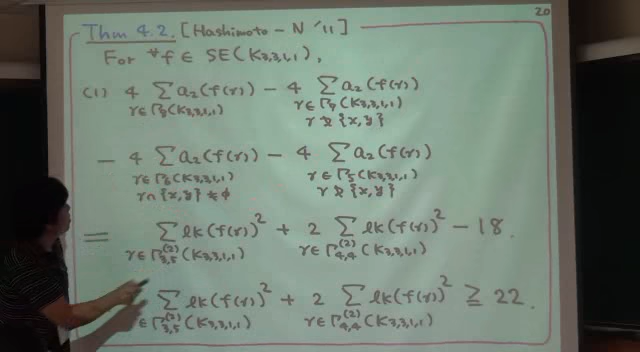 20
Thm 4.2. [Hashimoto - N '11]
For ∀f ∈ SE(K3,3,1,1),
(1) 4 Σ a2(f(γ)) - 4 Σ a2(f(γ))
γ∈Γ8(K3,3,1,1) γ∈Γ7(K3,3,1,1)
γ ⊉ {x,y}
- 4 Σ a2(f(γ)) - 4 Σ a2(f(γ))
γ∈Γ6(K3,3,1,1) γ∈Γ5(K3,3,1,1)
γ∩{x,y}≠ϕ γ ⊉ {x,y}
= Σ lk(f(γ))² + 2 Σ lk(f(γ))² - 18.
γ∈Γ3,5(2)(K3,3,1,1) γ∈Γ4,4(2)(K3,3,1,1)
Σ lk(f(γ))² + 2 Σ lk(f(γ))² ≧ 22.
∈Γ3,5(2)(K3,3,1,1) γ∈Γ4,4(2)(K3,3,1,1)